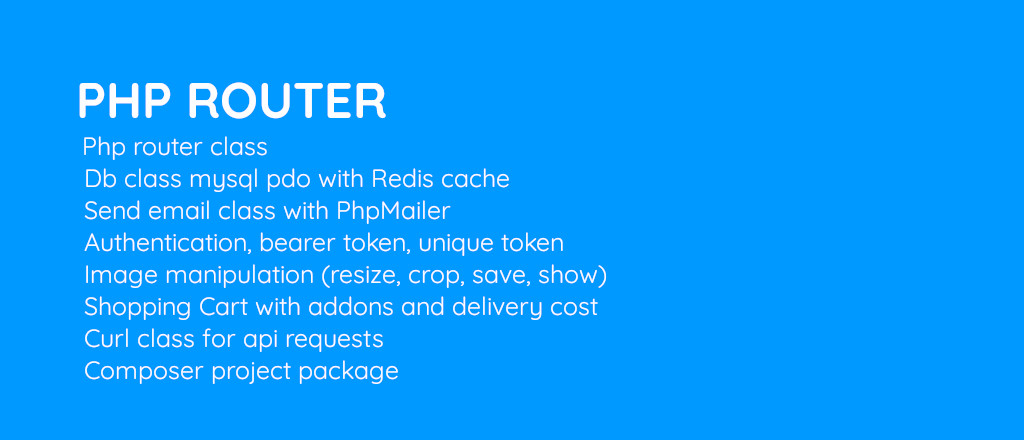 PHP ROUTER
Php router class
Db class mysql pdo with Redis cache
Send email class with PhpMailer
Authentication, bearer token, unique token
Image manipulation (resize, crop, save, show)
Shopping Cart with addons and delivery cost
Curl class for api requests
Composer project package